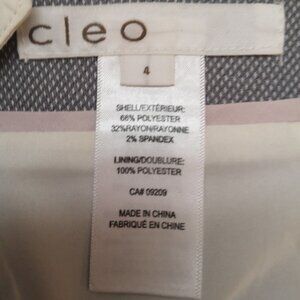 cleo
4
SHELL/EXTÉRIEUR:
66% POLYESTER
32%RAYON/RAYONNE
2% SPANDEX
LINING/DOUBLURE:
100% POLYESTER
CA# 09209
MADE IN CHINA
FABRIQUÉ EN CHINE